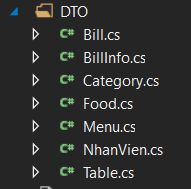 DTO
C# Bill.cs
C# BillInfo.cs
C# Category.cs
C# Food.cs
C# Menu.cs
C# NhanVien.cs
C# Table.cs